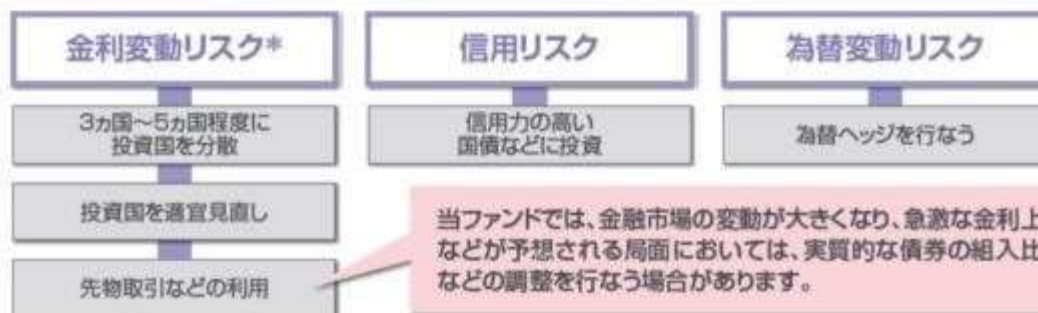 金利変動リスク*
信用リスク
為替変動リスク
3ヵ国～5ヵ国程度に
投資国を分散
信用力の高い
国債などに投資
為替ヘッジを行なう
投資国を適宜見直し
先物取引などの利用
当ファンドでは、金融市場の変動が大きくなり、急激な金利上
などが予想される局面においては、実質的な債券の組入比
などの調整を行なう場合があります。